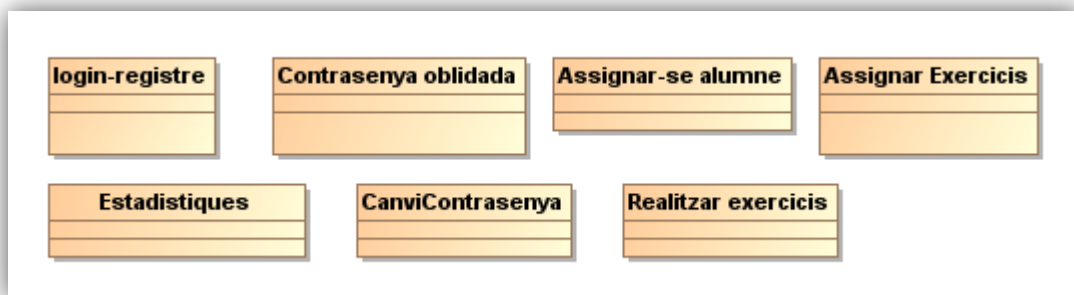 login-registre
Contrasenya oblidada
Assignar-se alumne
Assignar Exercicis
Estadistiques
CanviContrasenya
Realitzar exercicis